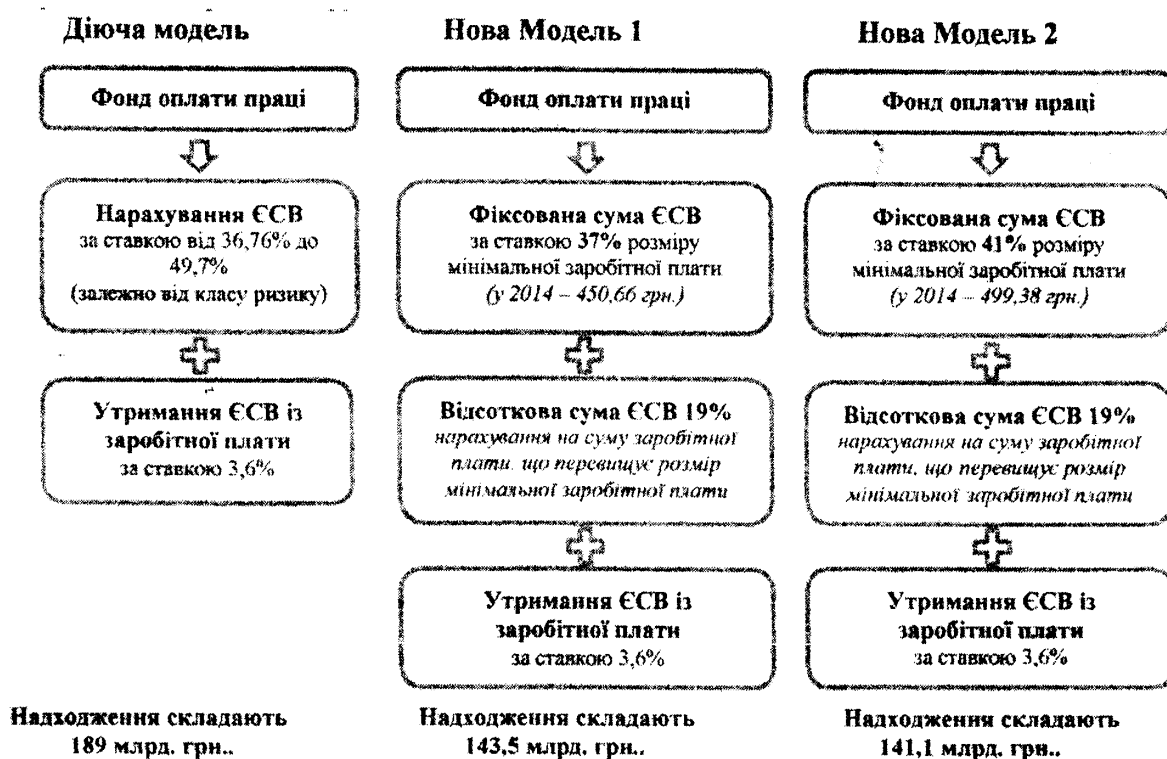 Діюча модель
Фонд оплати праці
Нарахування ЄСВ
за ставкою від 36,76% до
49,7%
(залежно від класу ризику)
Утримання ЄСВ із
заробітної плати
за ставкою 3,6%
Надходження складають
189 млрд. грн..
Нова Модель 1
Фонд оплати праці
Фіксована сума ЄСВ
за ставкою 37% розміру
мінімальної заробітної плати
(у 2014 – 450,66 грн.)
Відсоткова сума ЄСВ 19%
нарахування на суму заробітної
плати, що перевищує розмір
мінімальної заробітної плати
Утримання ЄСВ із
заробітної плати
за ставкою 3,6%
Надходження складають
143,5 млрд. грн..
Нова Модель 2
Фонд оплати праці
Фіксована сума ЄСВ
за ставкою 41% розміру
мінімальної заробітної плати
(у 2014 – 499,38 грн.)
Відсоткова сума ЄСВ 19%
нарахування на суму заробітної
плати, що перевищує розмір
мінімальної заробітної плати
Утримання ЄСВ із
заробітної плати
за ставкою 3,6%
Надходження складають
141,1 млрд. грн..